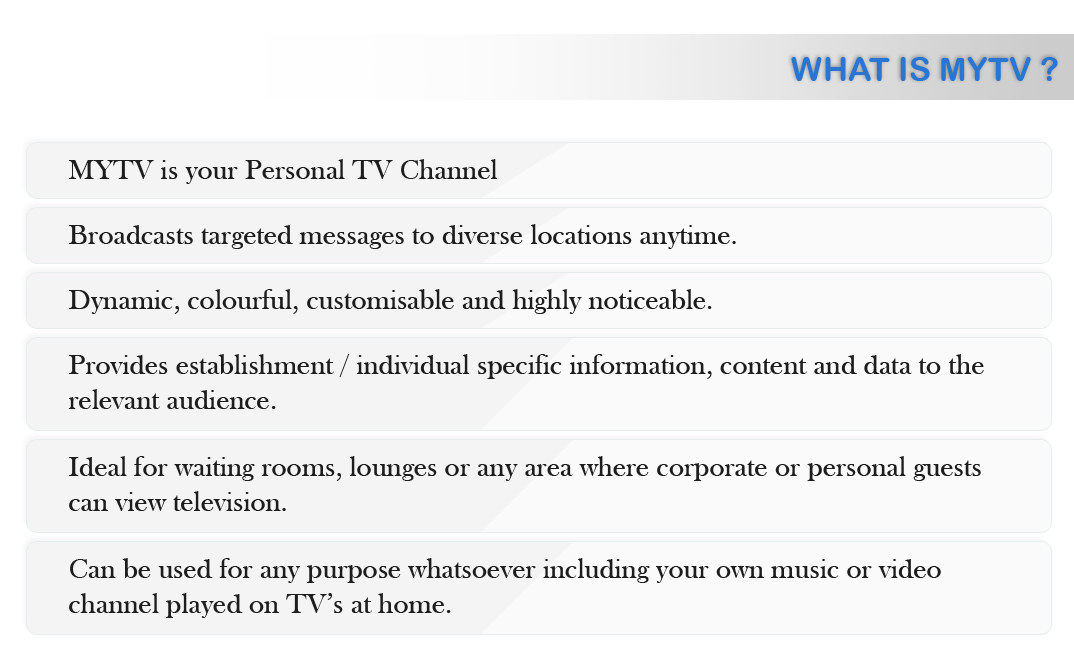 WHAT IS MYTV ?
MYTV is your Personal TV Channel
Broadcasts targeted messages to diverse locations anytime.
Dynamic, colourful, customisable and highly noticeable.
Provides establishment / individual specific information, content and data to the
relevant audience.
Ideal for waiting rooms, lounges or any area where corporate or personal guests
can view television.
Can be used for any purpose whatsoever including your own music or video
channel played on TV’s at home.